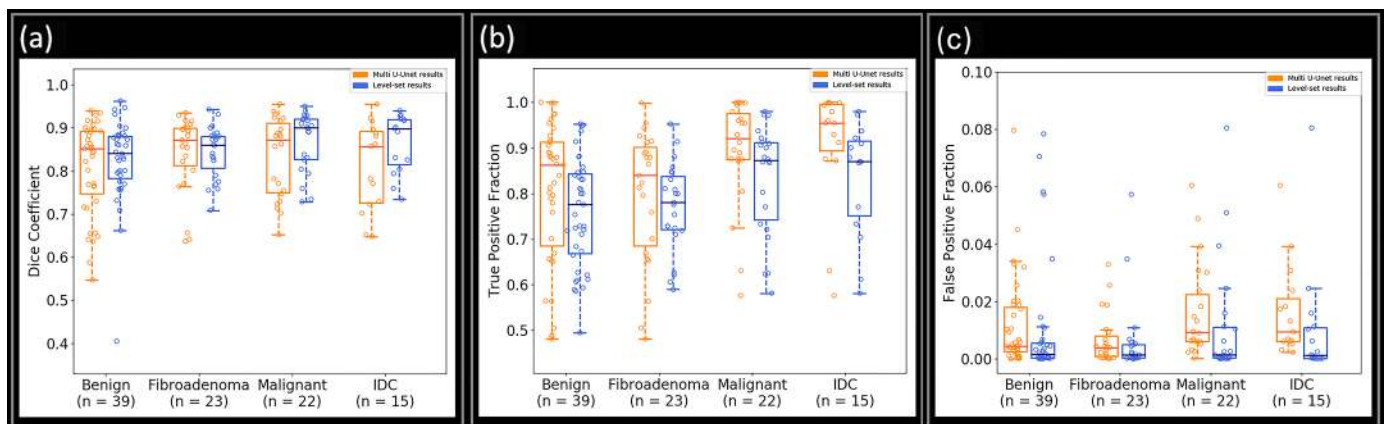 (a)
Multi U-Unet results
Level-set results
Dice Coefficient
1.0
0.9
0.8
0.7
0.6
0.5
0.4
Benign
(n = 39)
Fibroadenoma
(n = 23)
Malignant
(n = 22)
IDC
(n = 15)
(b)
Multi U-Unet results
Level-set results
True Positive Fraction
1.0
0.9
0.8
0.7
0.6
0.5
Benign
(n = 39)
Fibroadenoma
(n = 23)
Malignant
(n = 22)
IDC
(n = 15)
(c)
Multi U-Unet results
Level-set results
False Positive Fraction
0.10
0.08
0.06
0.04
0.02
0.00
Benign
(n = 39)
Fibroadenoma
(n = 23)
Malignant
(n = 22)
IDC
(n = 15)